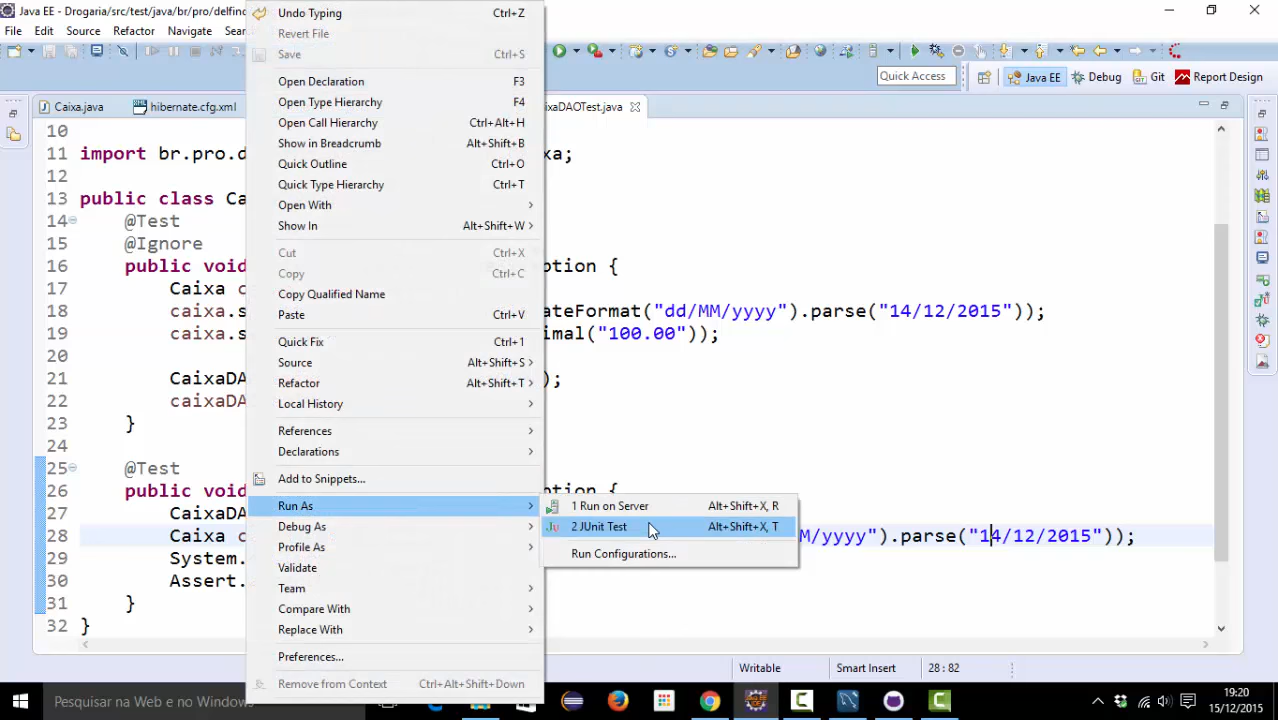 Java EE - Drogaria/src/test/java/br/pro/delfino
File Edit Source Refactor Navigate Sear
Quick Access Java EE Debug Git Report Design
Caixa.java hibernate.cfg.xml ixaDAOTest.java
Undo Typing Ctrl+Z
Revert File
Save Ctrl+S
Open Declaration F3
Open Type Hierarchy F4
Open Call Hierarchy Ctrl+Alt+H
Show in Breadcrumb Alt+Shift+B
Quick Outline Ctrl+O
Quick Type Hierarchy Ctrl+T
Open With
Show In Alt+Shift+W
Cut Ctrl+X
Copy Ctrl+C
Copy Qualified Name
Paste Ctrl+V
Quick Fix Ctrl+1
Source Alt+Shift+S
Refactor Alt+Shift+T
Local History
References
Declarations
Add to Snippets...
Run As
Debug As
Profile As
Validate
Team
Compare With
Replace With
Preferences...
Remove from Context Ctrl+Alt+Shift+Down
1 Run on Server Alt+Shift+X, R
2 JUnit Test Alt+Shift+X, T
Run Configurations...
10
11 import br.pro.d xa;
12
13 public class Ca
14 @Test
15 @Ignore
16 public void ption {
17 Caixa c
18 caixa.s ateFormat("dd/MM/yyyy").parse("14/12/2015"));
19 caixa.s imal("100.00"));
20
21 CaixaDA );
22 caixaDA
23 }
24
25 @Test
26 public void ption {
27 CaixaDA
28 Caixa c M/yyyy").parse("14/12/2015"));
29 System.
30 Assert.
31 }
32 }
Writable Smart Insert 28 : 82
Pesquisar na Web e no Windows
19:20
15/12/2015